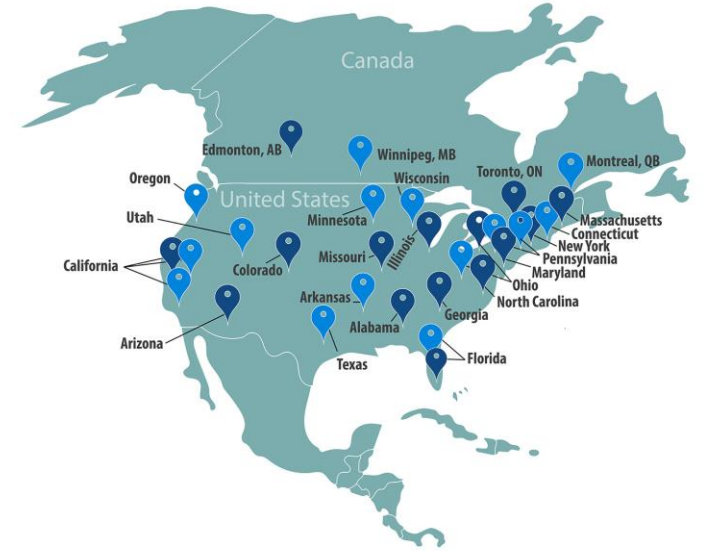 Canada
Edmonton, AB
Winnipeg, MB
Montreal, QB
Toronto, ON
Oregon
Wisconsin
United States
Utah
Minnesota
Massachusetts
Connecticut
New York
Pennsylvania
Maryland
Ohio
North Carolina
California
Colorado
Missouri
Illinois
Arkansas
Alabama
Georgia
Arizona
Texas
Florida